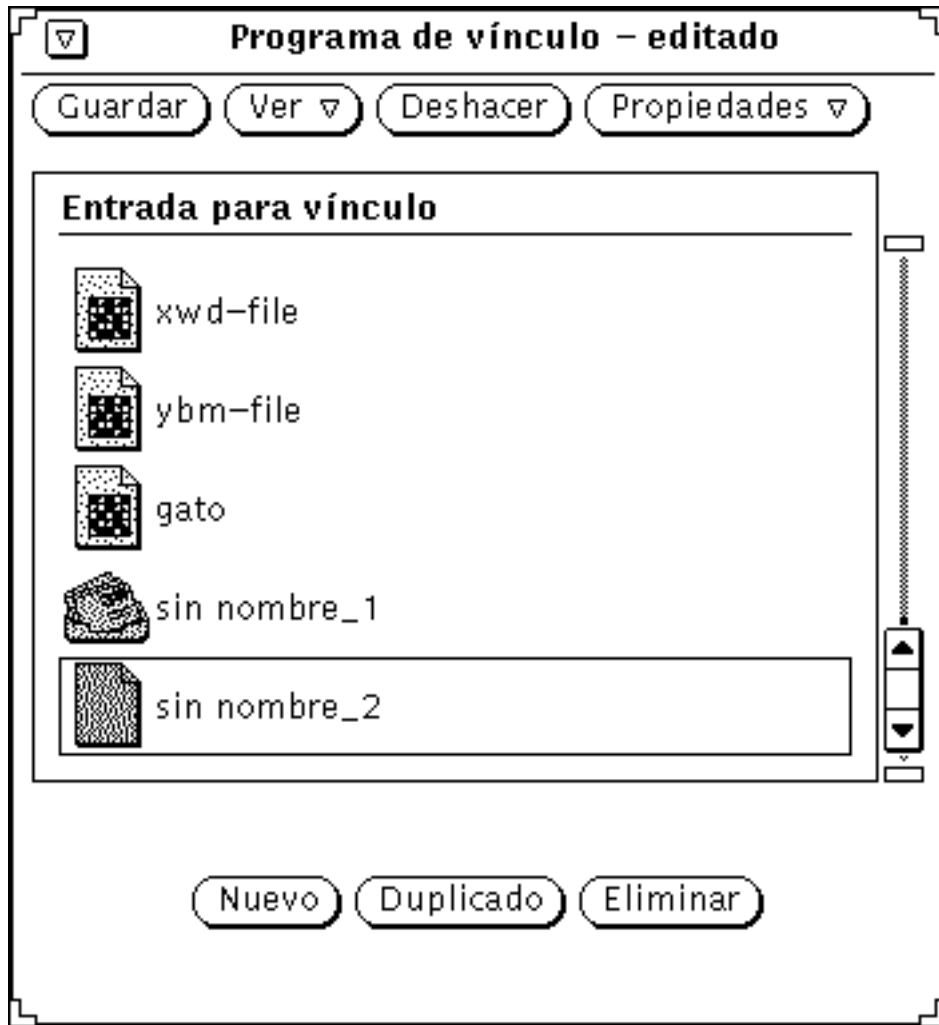 Programa de vínculo – editado
Guardar Ver Deshacer Propiedades
Entrada para vínculo
xwd–file
ybm–file
gato
sin nombre_1
sin nombre_2
Nuevo Duplicado Eliminar